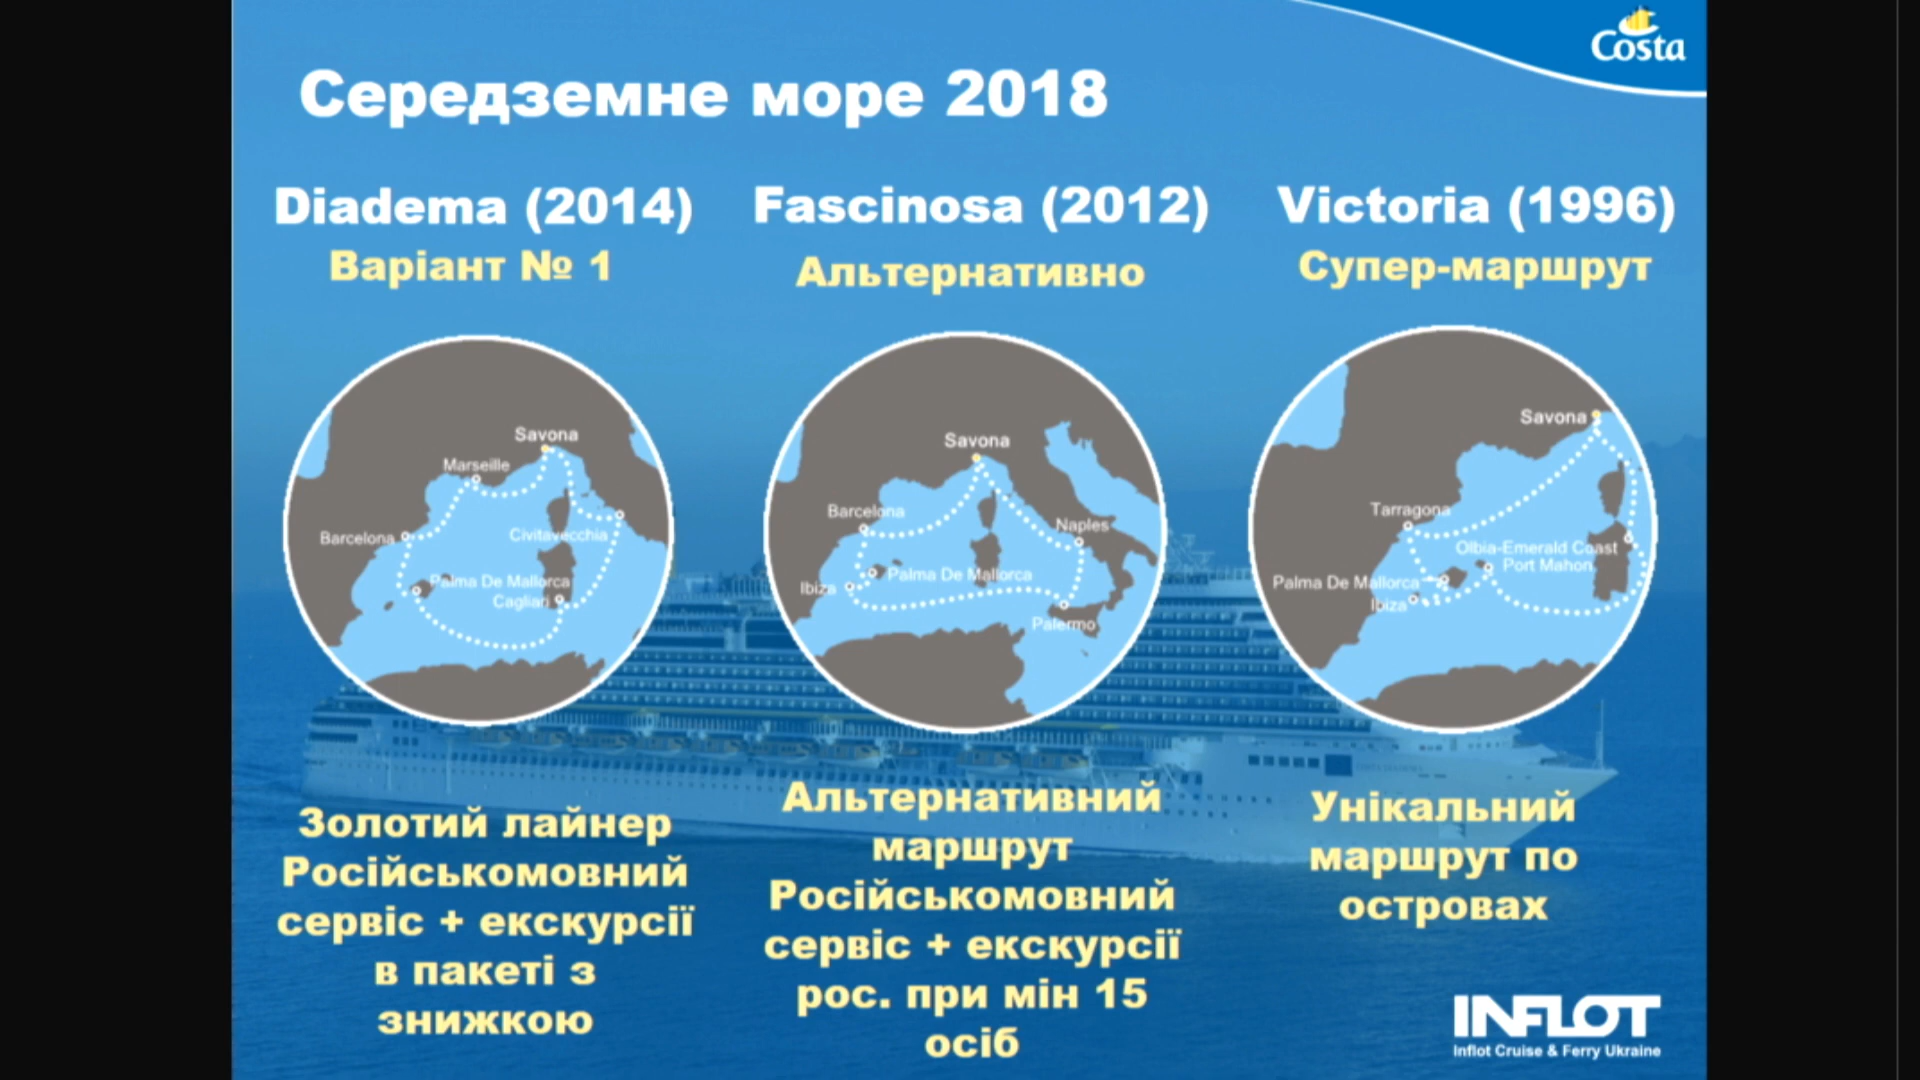 Costa
Середземне море 2018
Diadema (2014)
Варіант № 1
Savona
Marseille
Barcelona
Civitavecchia
Palma De Mallorca
Cagliari
Золотий лайнер
Російськомовний
сервіс + екскурсії
в пакеті з
знижкою
Fascinosa (2012)
Альтернативно
Savona
Barcelona
Naples
Palma De Mallorca
Ibiza
Palermo
Альтернативний
маршрут
Російськомовний
сервіс + екскурсії
рос. при мін 15
осіб
Victoria (1996)
Супер-маршрут
Savona
Tarragona
Olbia-Emerald Coast
Port Mahon
Palma De Mallorca
Ibiza
Унікальний
маршрут по
островах
INFLOT
Inflot Cruise & Ferry Ukraine